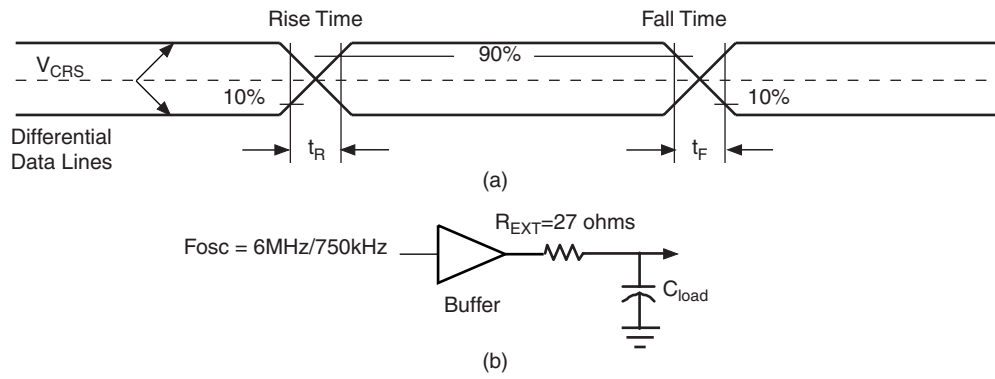 Rise Time
Fall Time
V_CRS
90%
10%
10%
Differential
Data Lines
t_R
t_F
(a)
R_EXT=27 ohms
Fosc = 6MHz/750kHz
C_load
Buffer
(b)